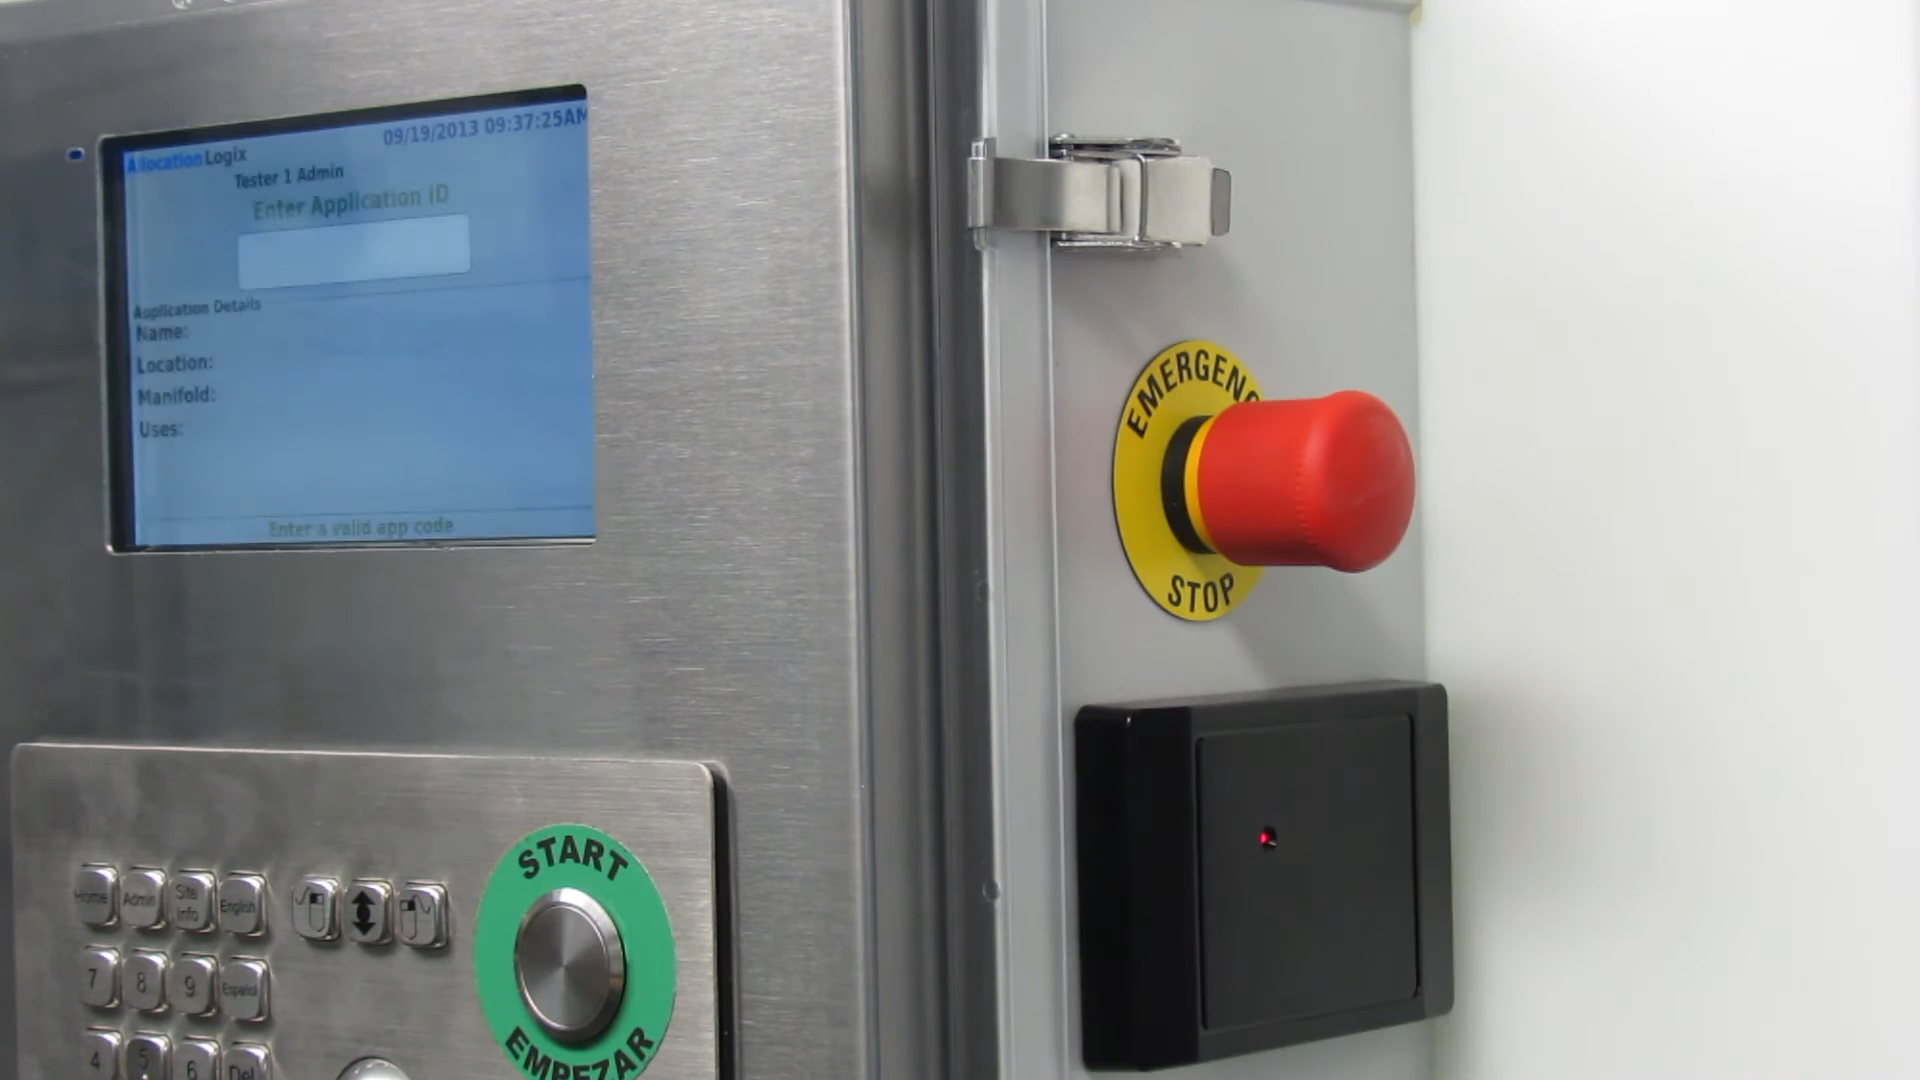 09/19/2013 09:37:25AM
AllocationLogix
Tester 1 Admin
Enter Application ID
Application Details
Name:
Location:
Manifold:
Uses:
Enter a valid app code
EMERGENC
STOP
START
EMPEZAR
Home Admin Site Info English
7 8 9 Español
4 5 6 Del